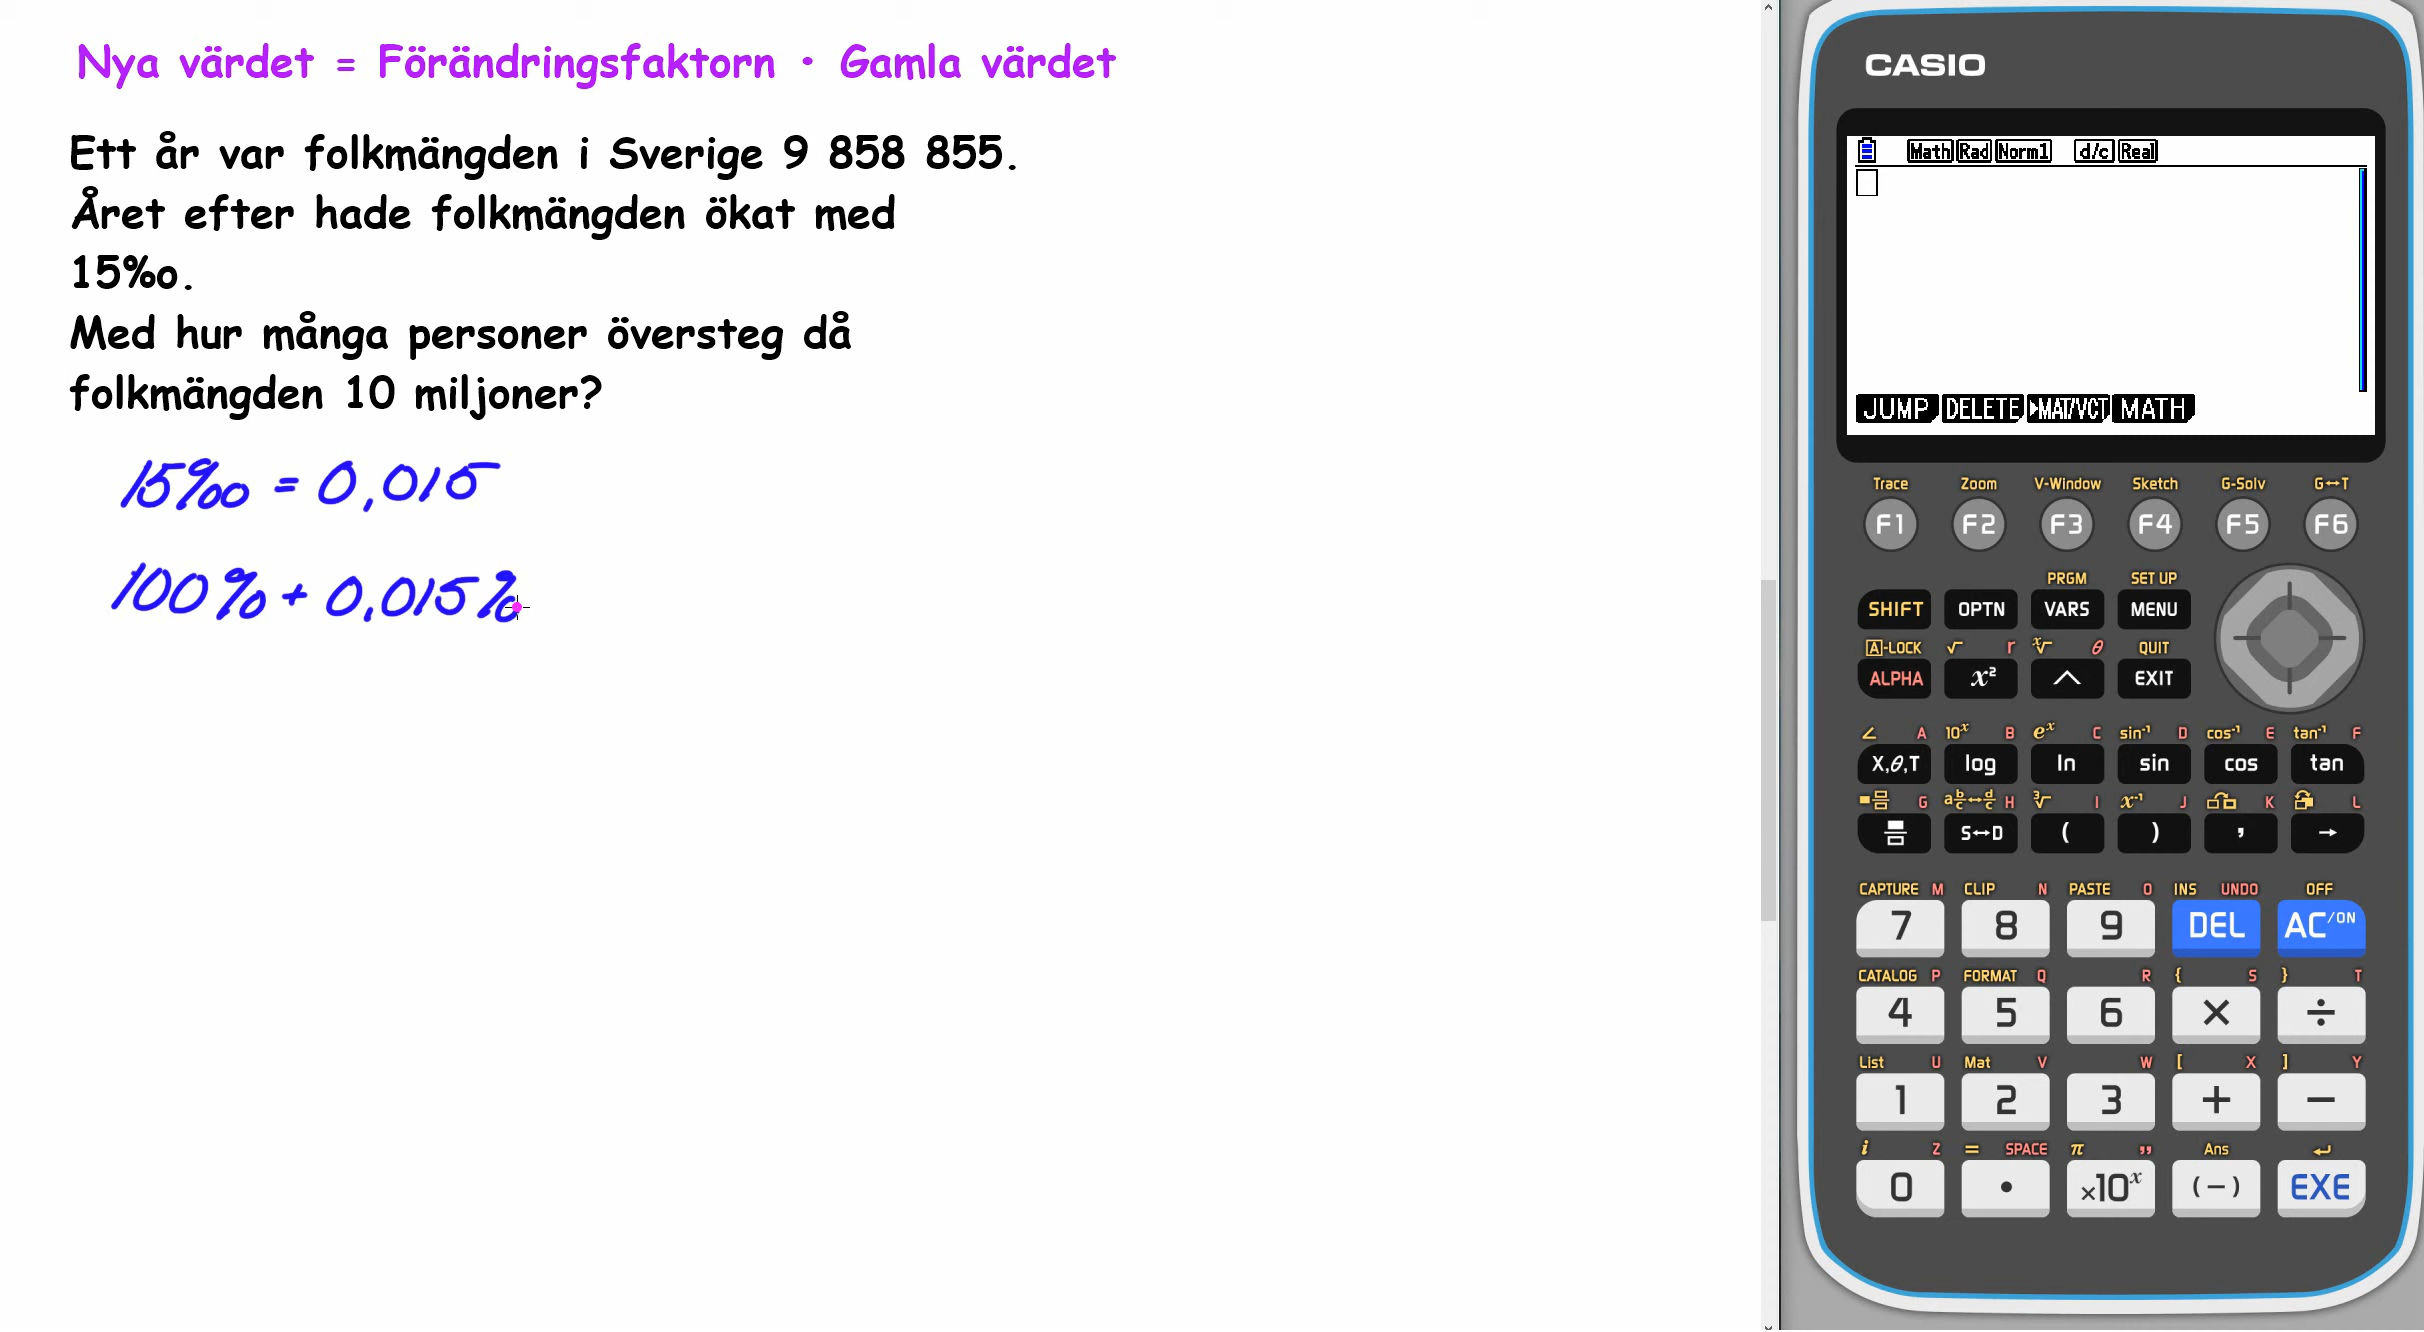 Nya värdet = Förändringsfaktorn · Gamla värdet
Ett år var folkmängden i Sverige 9 858 855.
Året efter hade folkmängden ökat med
15‰.
Med hur många personer översteg då
folkmängden 10 miljoner?
15‰ = 0,015
100% + 0,015%
CASIO
Math Rad Norm1 d/c Real
JUMP DELETE ▶MAT/VCT MATH
Trace Zoom V-Window Sketch G-Solv G↔T
F1 F2 F3 F4 F5 F6
PRGM SET UP
SHIFT OPTN VARS MENU
A-LOCK √ r ˣ√ θ QUIT
ALPHA x² ^ EXIT
∠ A 10ˣ B eˣ C sin⁻¹ D cos⁻¹ E tan⁻¹ F
X,θ,T log ln sin cos tan
G a b/c↔d/c H ³√ I x⁻¹ J K L
S↔D ( ) , →
CAPTURE M CLIP N PASTE O INS UNDO OFF
7 8 9 DEL AC/ON
CATALOG P FORMAT Q R { S } T
4 5 6 × ÷
List U Mat V W [ X ] Y
1 2 3 + −
i Z = SPACE π " Ans ↵
0 • ×10ˣ (−) EXE